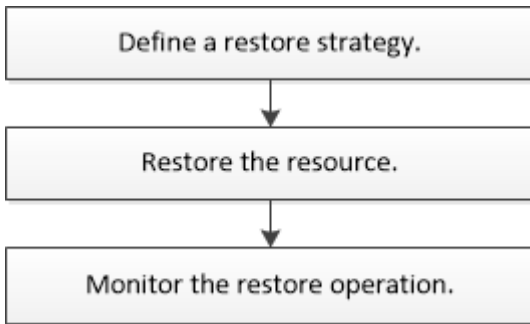 Define a restore strategy.
Restore the resource.
Monitor the restore operation.